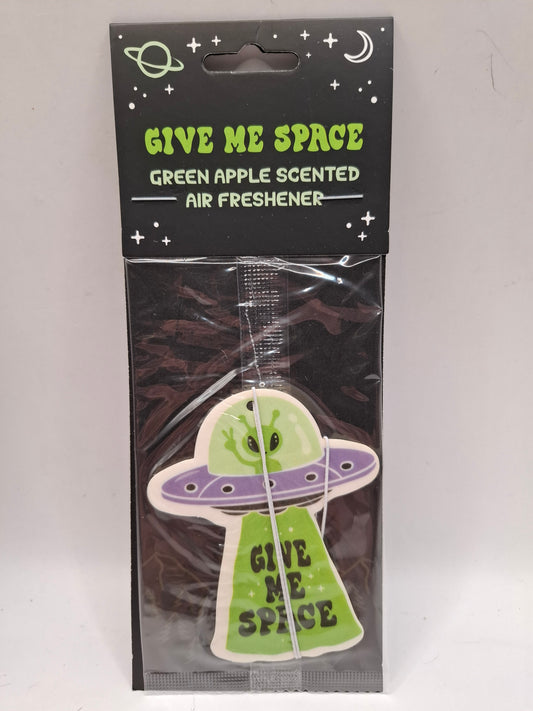 GIVE ME SPACE
GREEN APPLE SCENTED
AIR FRESHENER
GIVE
ME
SPACE